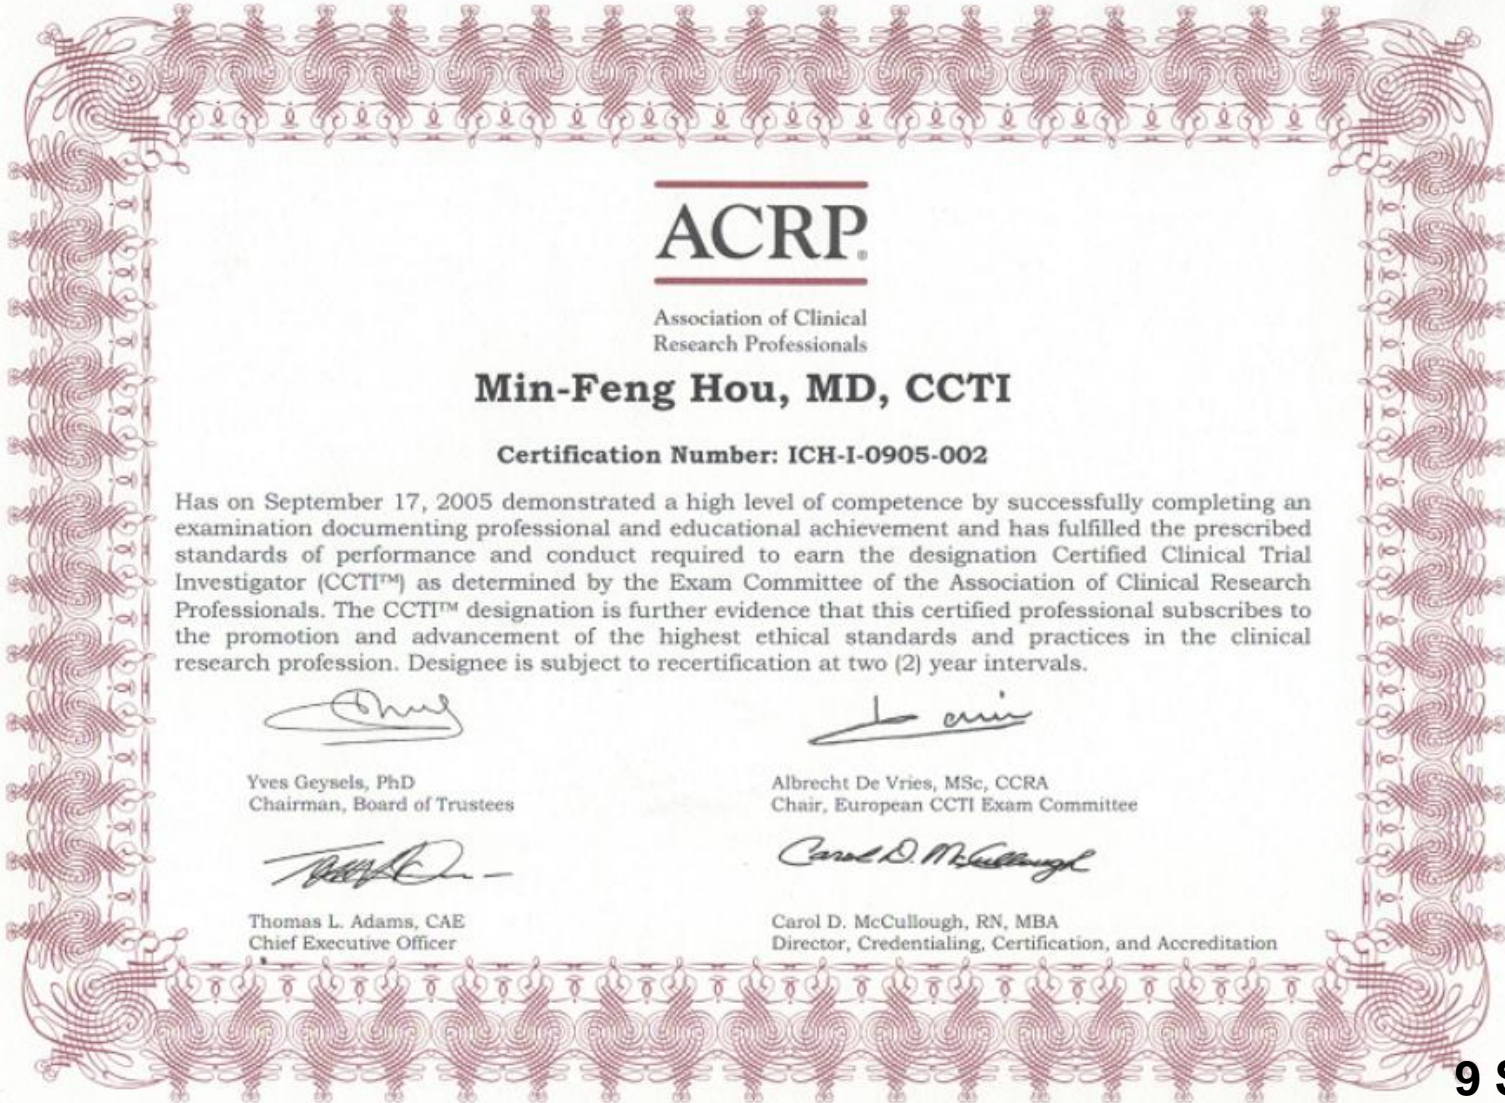 ACRP®
Association of Clinical
Research Professionals
Min-Feng Hou, MD, CCTI
Certification Number: ICH-I-0905-002
Has on September 17, 2005 demonstrated a high level of competence by successfully completing an
examination documenting professional and educational achievement and has fulfilled the prescribed
standards of performance and conduct required to earn the designation Certified Clinical Trial
Investigator (CCTI™) as determined by the Exam Committee of the Association of Clinical Research
Professionals. The CCTI™ designation is further evidence that this certified professional subscribes to
the promotion and advancement of the highest ethical standards and practices in the clinical
research profession. Designee is subject to recertification at two (2) year intervals.
Yves Geysels, PhD
Chairman, Board of Trustees
Albrecht De Vries, MSc, CCRA
Chair, European CCTI Exam Committee
Carol D. McCullough
Thomas L. Adams, CAE
Chief Executive Officer
Carol D. McCullough, RN, MBA
Director, Credentialing, Certification, and Accreditation
9